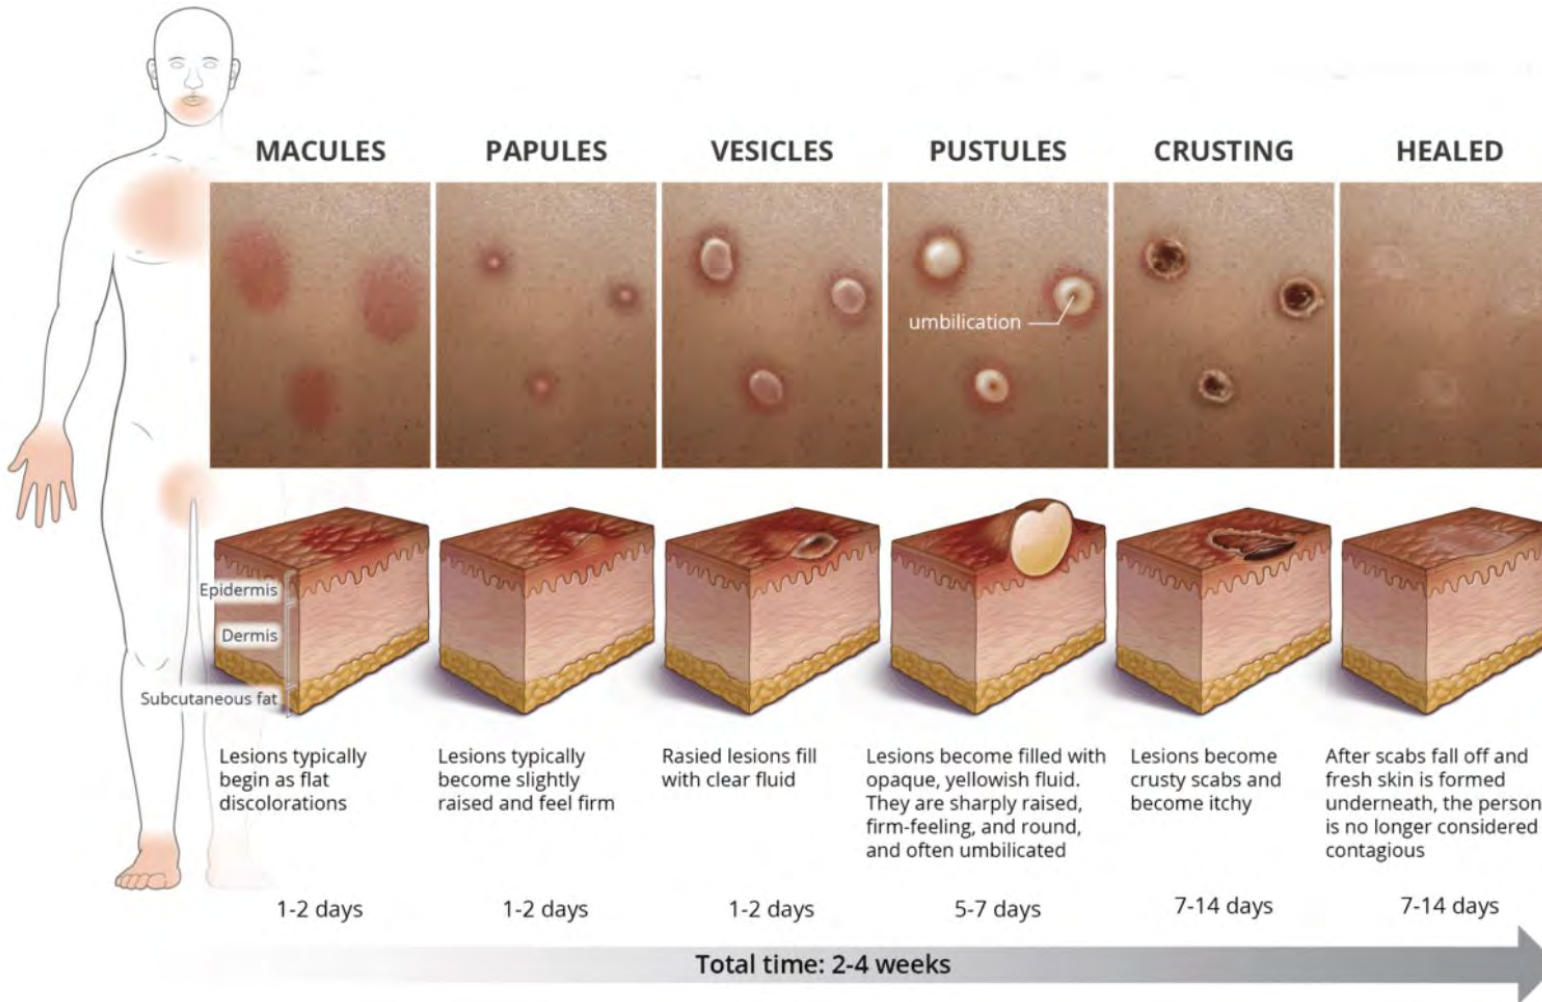 MACULES
PAPULES
VESICLES
PUSTULES
CRUSTING
HEALED
umbilication
Epidermis
Dermis
Subcutaneous fat
Lesions typically
begin as flat
discolorations
Lesions typically
become slightly
raised and feel firm
Rasied lesions fill
with clear fluid
Lesions become filled with
opaque, yellowish fluid.
They are sharply raised,
firm-feeling, and round,
and often umbilicated
Lesions become
crusty scabs and
become itchy
After scabs fall off and
fresh skin is formed
underneath, the person
is no longer considered
contagious
1-2 days
1-2 days
1-2 days
5-7 days
7-14 days
7-14 days
Total time: 2-4 weeks